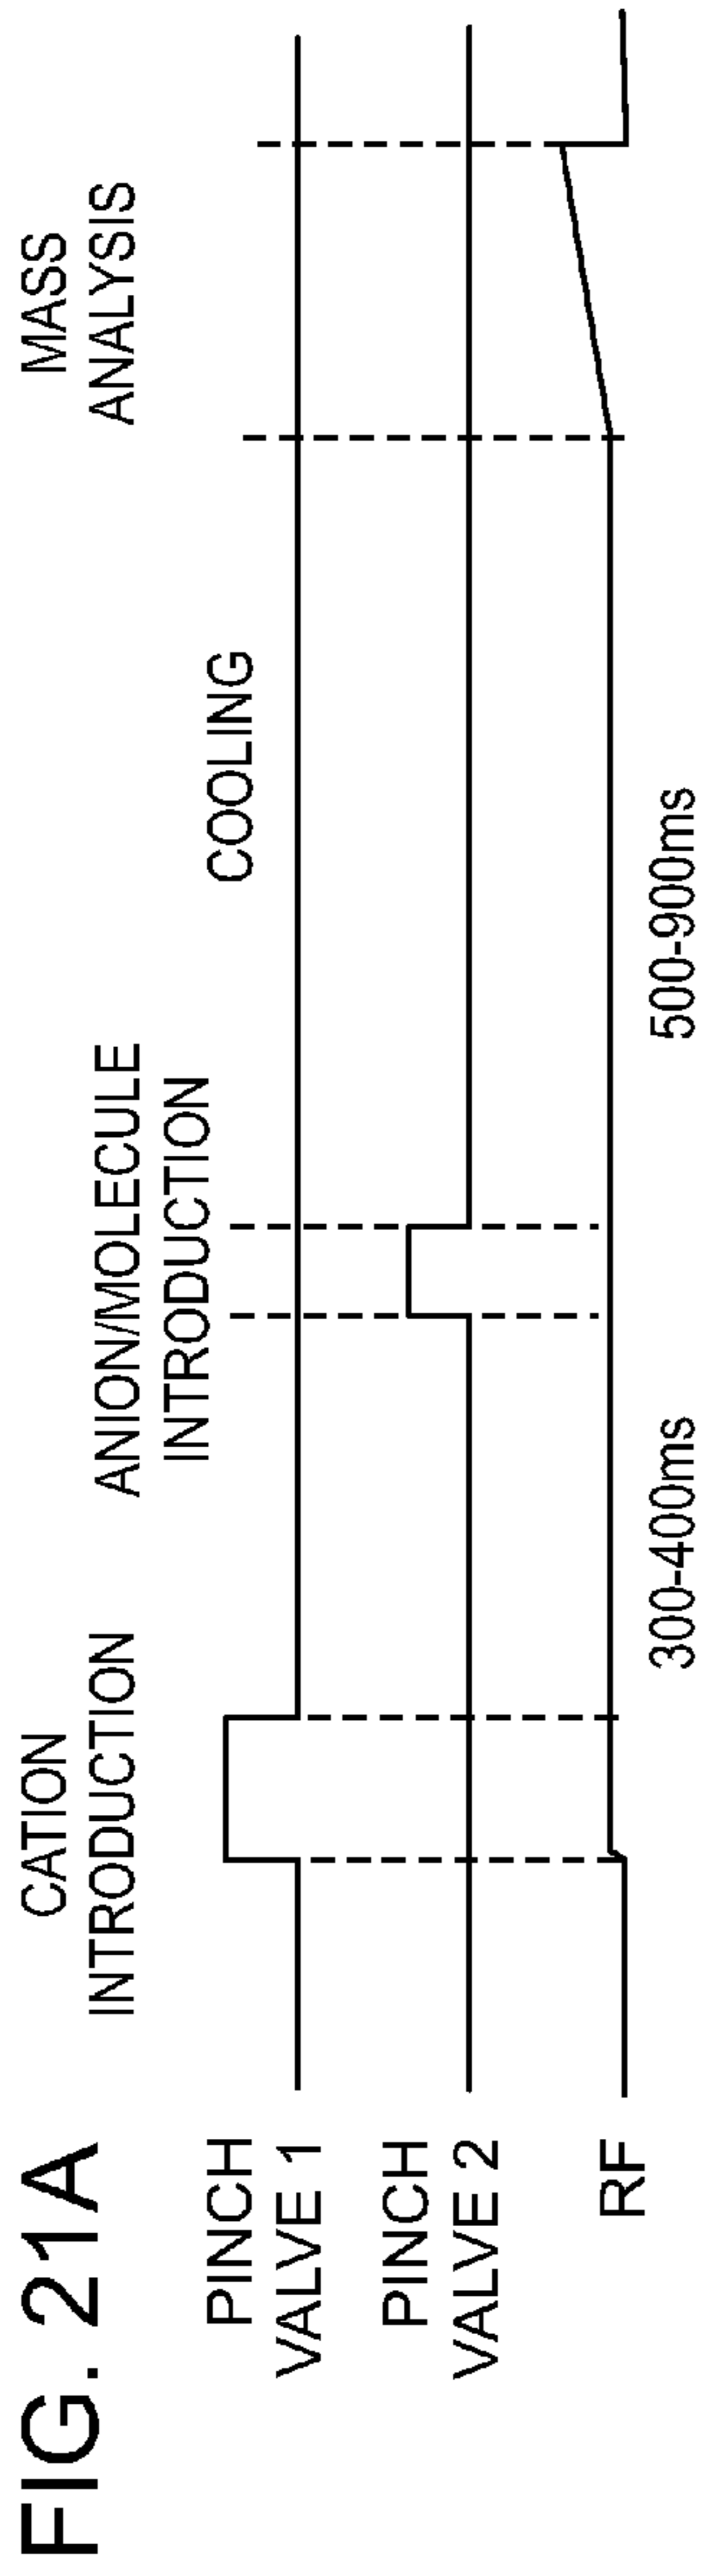 FIG. 21A
CATION
INTRODUCTION
ANION/MOLECULE
INTRODUCTION
COOLING
MASS
ANALYSIS
PINCH
VALVE 1
PINCH
VALVE 2
RF
300-400ms
500-900ms